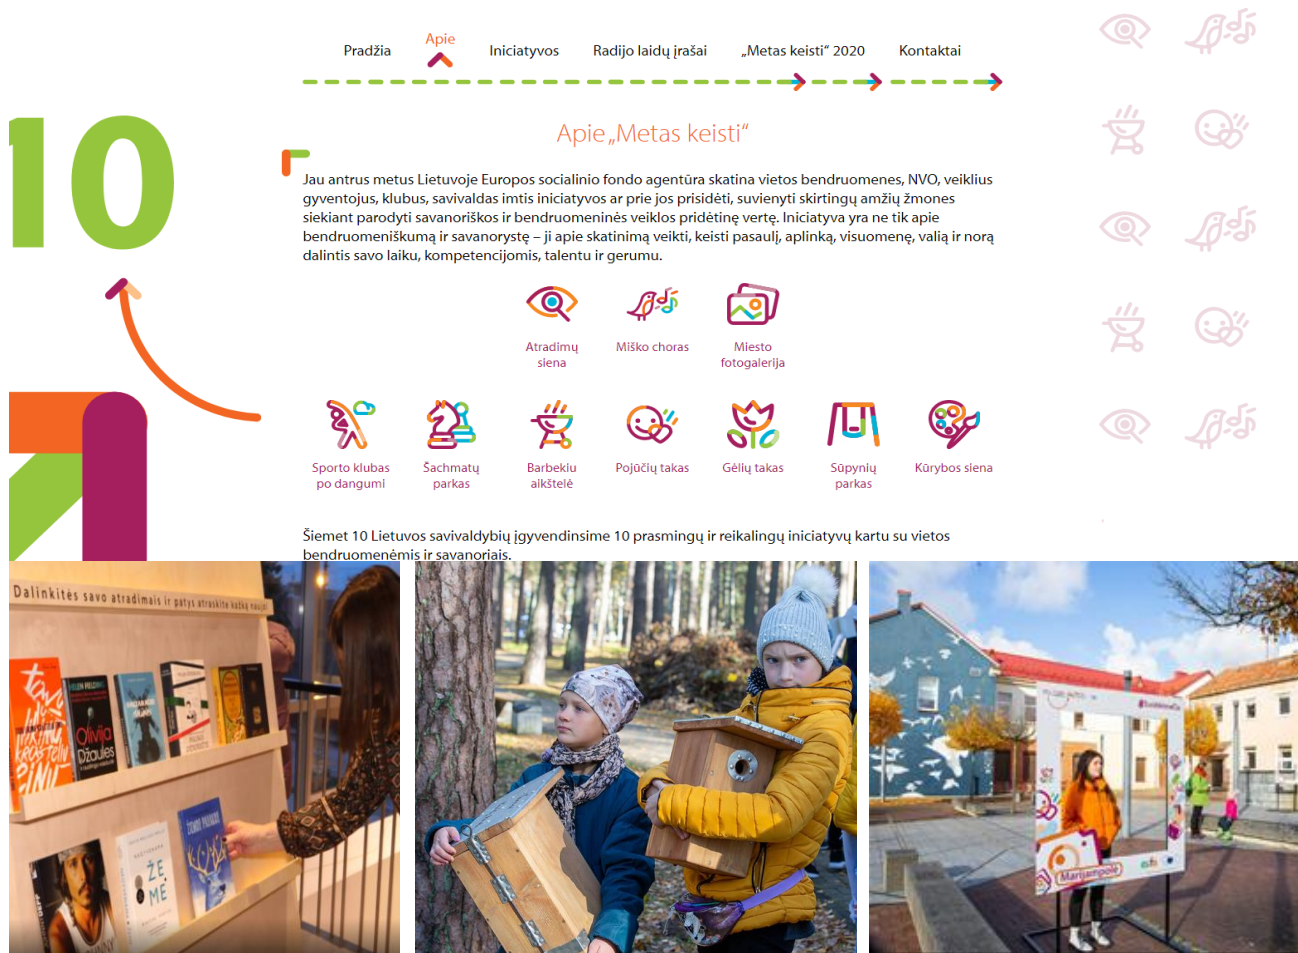 Pradžia
Apie
Iniciatyvos
Radijo laidų įrašai
„Metas keisti“ 2020
Kontaktai
10
Apie „Metas keisti“
Jau antrus metus Lietuvoje Europos socialinio fondo agentūra skatina vietos bendruomenes, NVO, veiklius
gyventojus, klubus, savivaldas imtis iniciatyvos ar prie jos prisidėti, suvienyti skirtingų amžių žmones
siekiant parodyti savanoriškos ir bendruomeninės veiklos pridėtinę vertę. Iniciatyva yra ne tik apie
bendruomeniškumą ir savanorystę – ji apie skatinimą veikti, keisti pasaulį, aplinką, visuomenę, valią ir norą
dalintis savo laiku, kompetencijomis, talentu ir gerumu.
Atradimų
siena
Miško choras
Miesto
fotogalerija
Sporto klubas
po dangumi
Šachmatų
parkas
Barbekiu
aikštelė
Pojūčių takas
Gėlių takas
Sūpynių
parkas
Kūrybos siena
Šiemet 10 Lietuvos savivaldybių įgyvendinsime 10 prasmingų ir reikalingų iniciatyvų kartu su vietos
bendruomenėmis ir savanoriais.
Dalinkitės savo atradimais ir patys atraskite kažką naujo!
HELEN FIELDING
Olivija
Džaules
ŽE
MĖ
Marijampolė